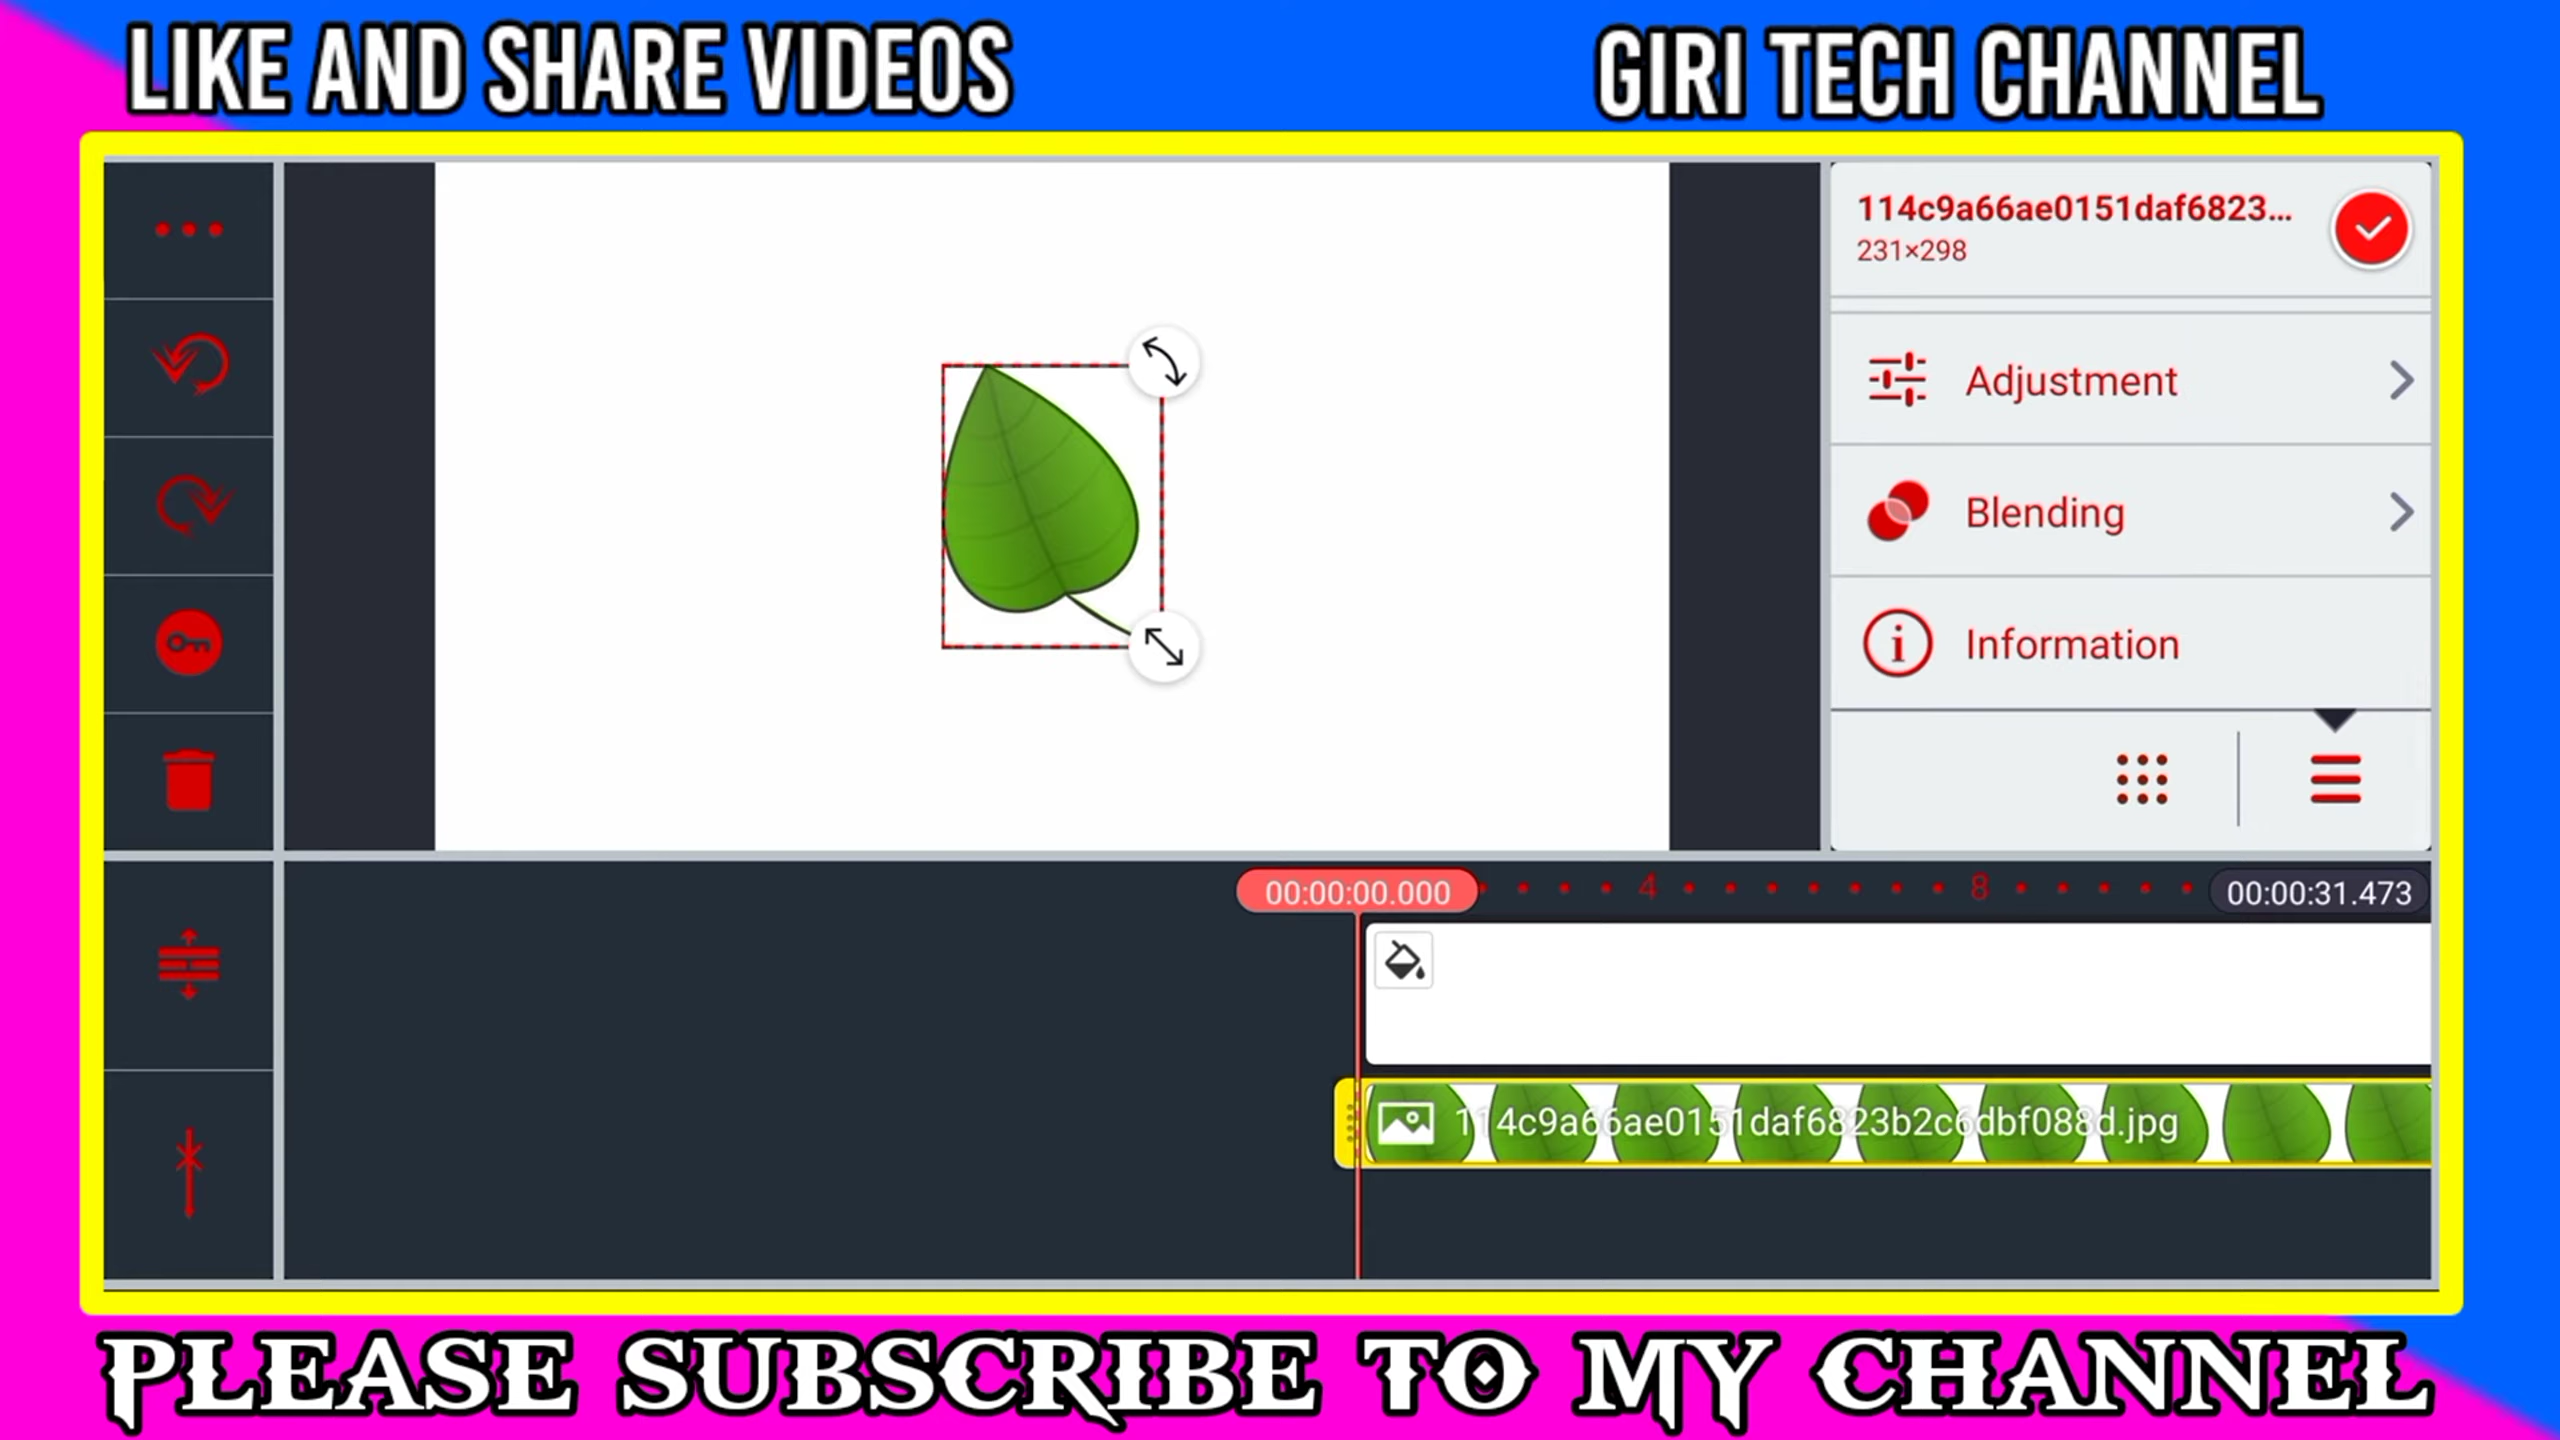 LIKE AND SHARE VIDEOS
GIRI TECH CHANNEL
114c9a66ae0151daf6823...
231×298
Adjustment
Blending
Information
00:00:00.000
4
8
00:00:31.473
114c9a66ae0151daf6823b2c6dbf088d.jpg
PLEASE SUBSCRIBE TO MY CHANNEL